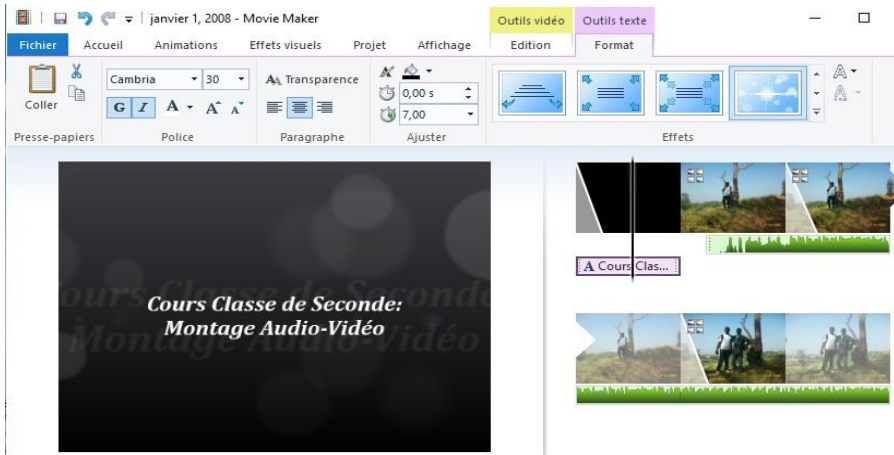 janvier 1, 2008 - Movie Maker
Outils vidéo
Outils texte
Fichier
Accueil
Animations
Effets visuels
Projet
Affichage
Edition
Format
Coller
Cambria
30
G I A A A
Transparence
0,00 s
7,00
Presse-papiers
Police
Paragraphe
Ajuster
Effets
Cours Classe de Seconde:
Montage Audio-Vidéo
A Cours Clas...